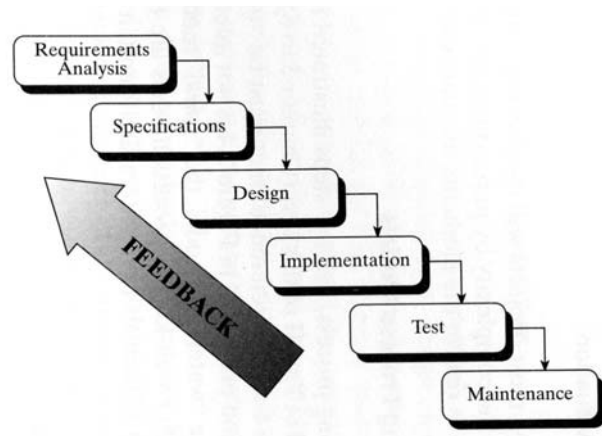 Requirements
Analysis
Specifications
Design
Implementation
Test
Maintenance
FEEDBACK